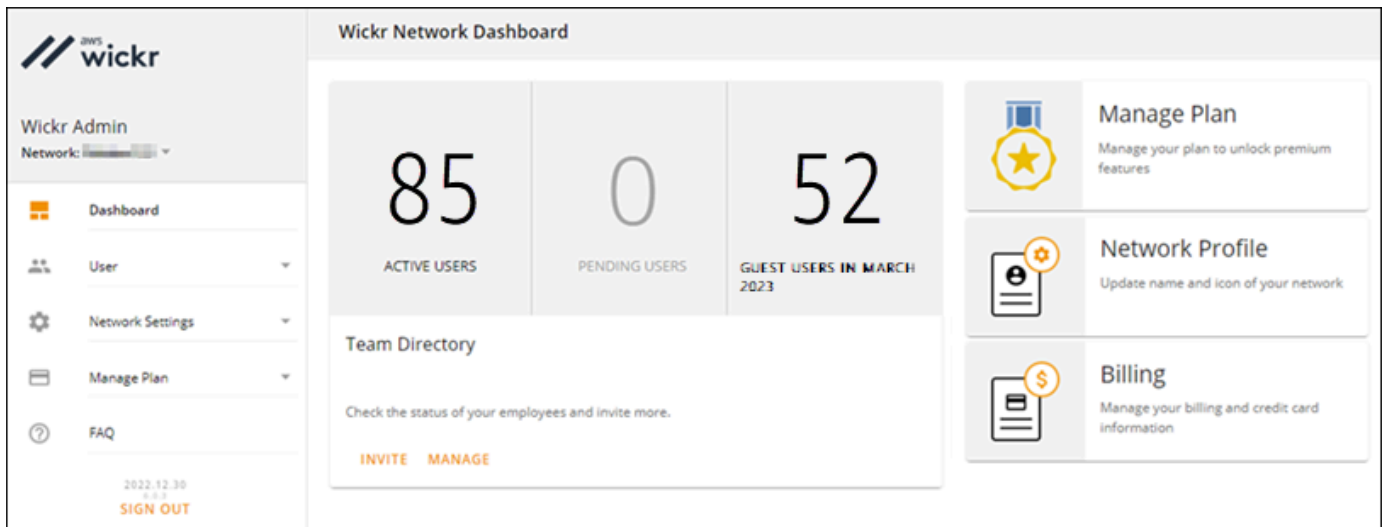 aws
wickr
Wickr Admin
Network:
Dashboard
User
Network Settings
Manage Plan
FAQ
2022.12.30
SIGN OUT
Wickr Network Dashboard
85
ACTIVE USERS
0
PENDING USERS
52
GUEST USERS IN MARCH
2023
Team Directory
Check the status of your employees and invite more.
INVITE MANAGE
Manage Plan
Manage your plan to unlock premium
features
Network Profile
Update name and icon of your network
$
Billing
Manage your billing and credit card
information